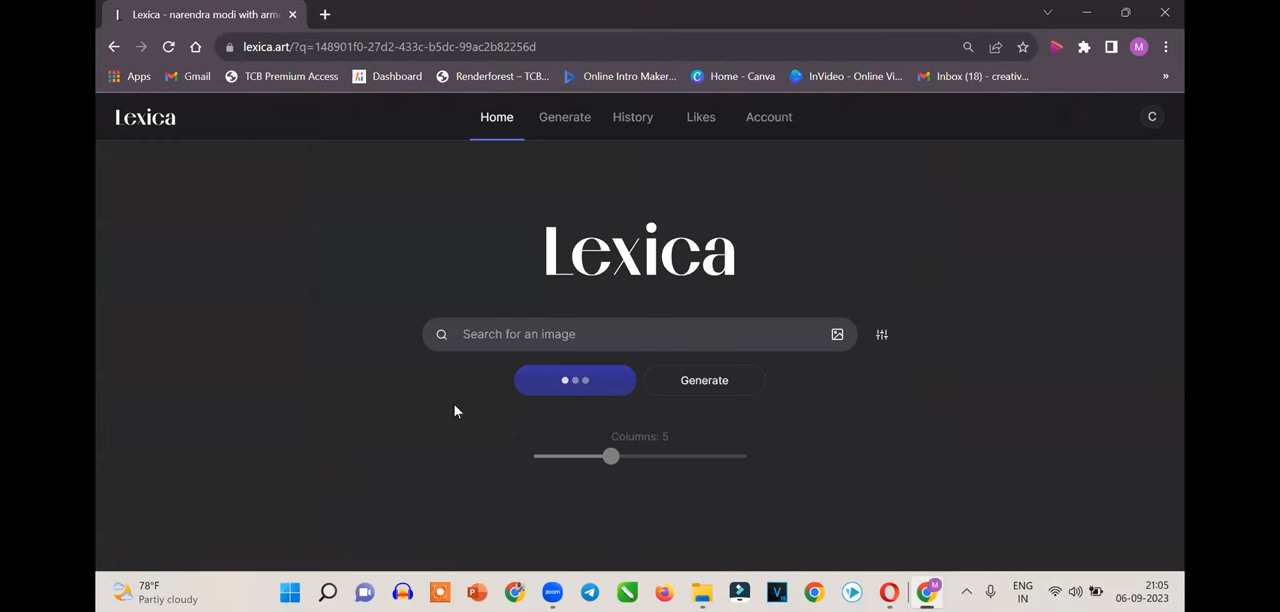 Lexica - narendra modi with arm
lexica.art/?q=148901f0-27d2-433c-b5dc-99ac2b82256d
M
Apps
Gmail
TCB Premium Access
Dashboard
Renderforest – TCB...
Online Intro Maker...
Home - Canva
InVideo - Online Vi...
Inbox (18) - creativ...
»
Lexica
Home
Generate
History
Likes
Account
C
Lexica
Search for an image
Generate
Columns: 5
78°F
Partly cloudy
zoom
M
ENG
IN
21:05
06-09-2023